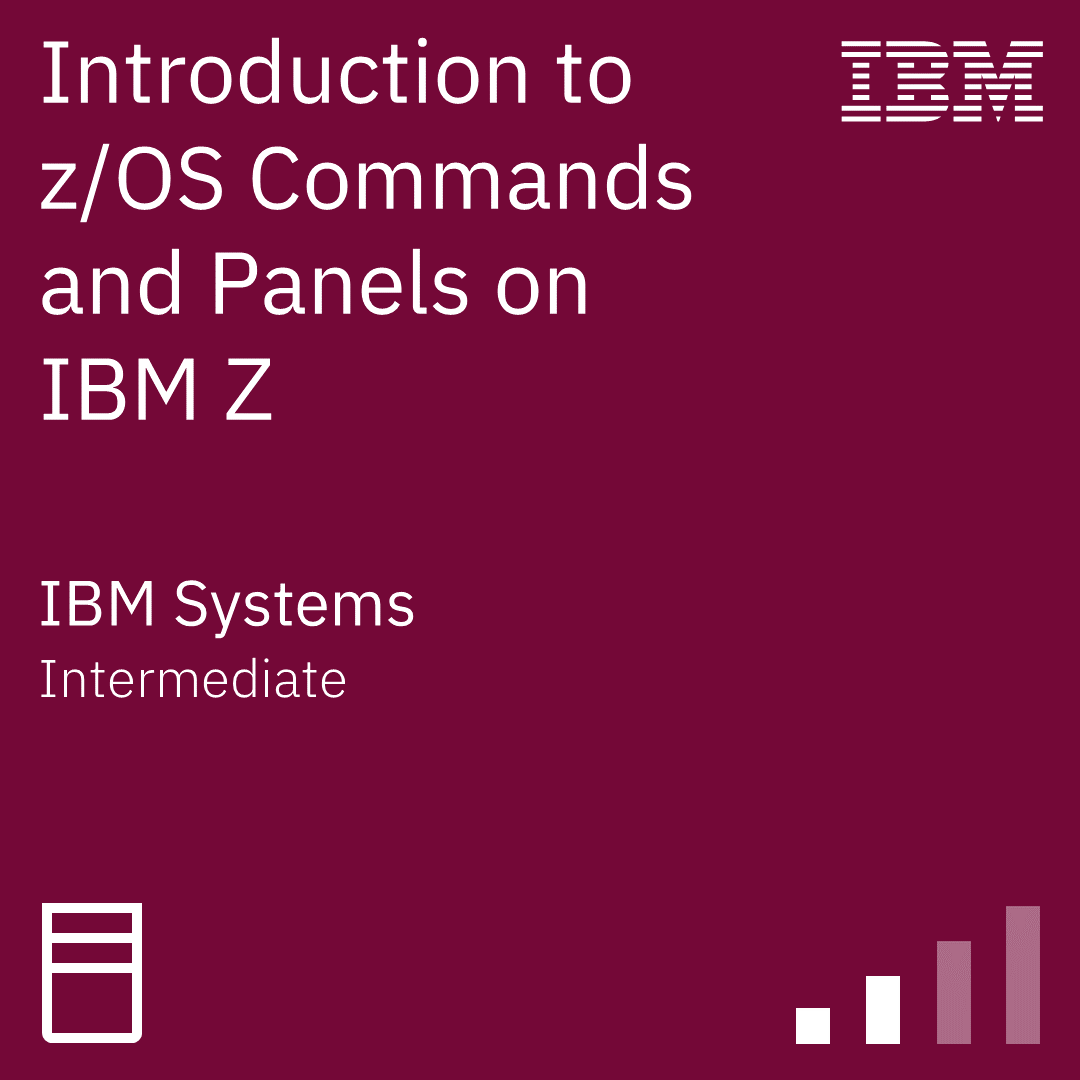 Introduction to
IBM
z/OS Commands
and Panels on
IBM Z
IBM Systems
Intermediate